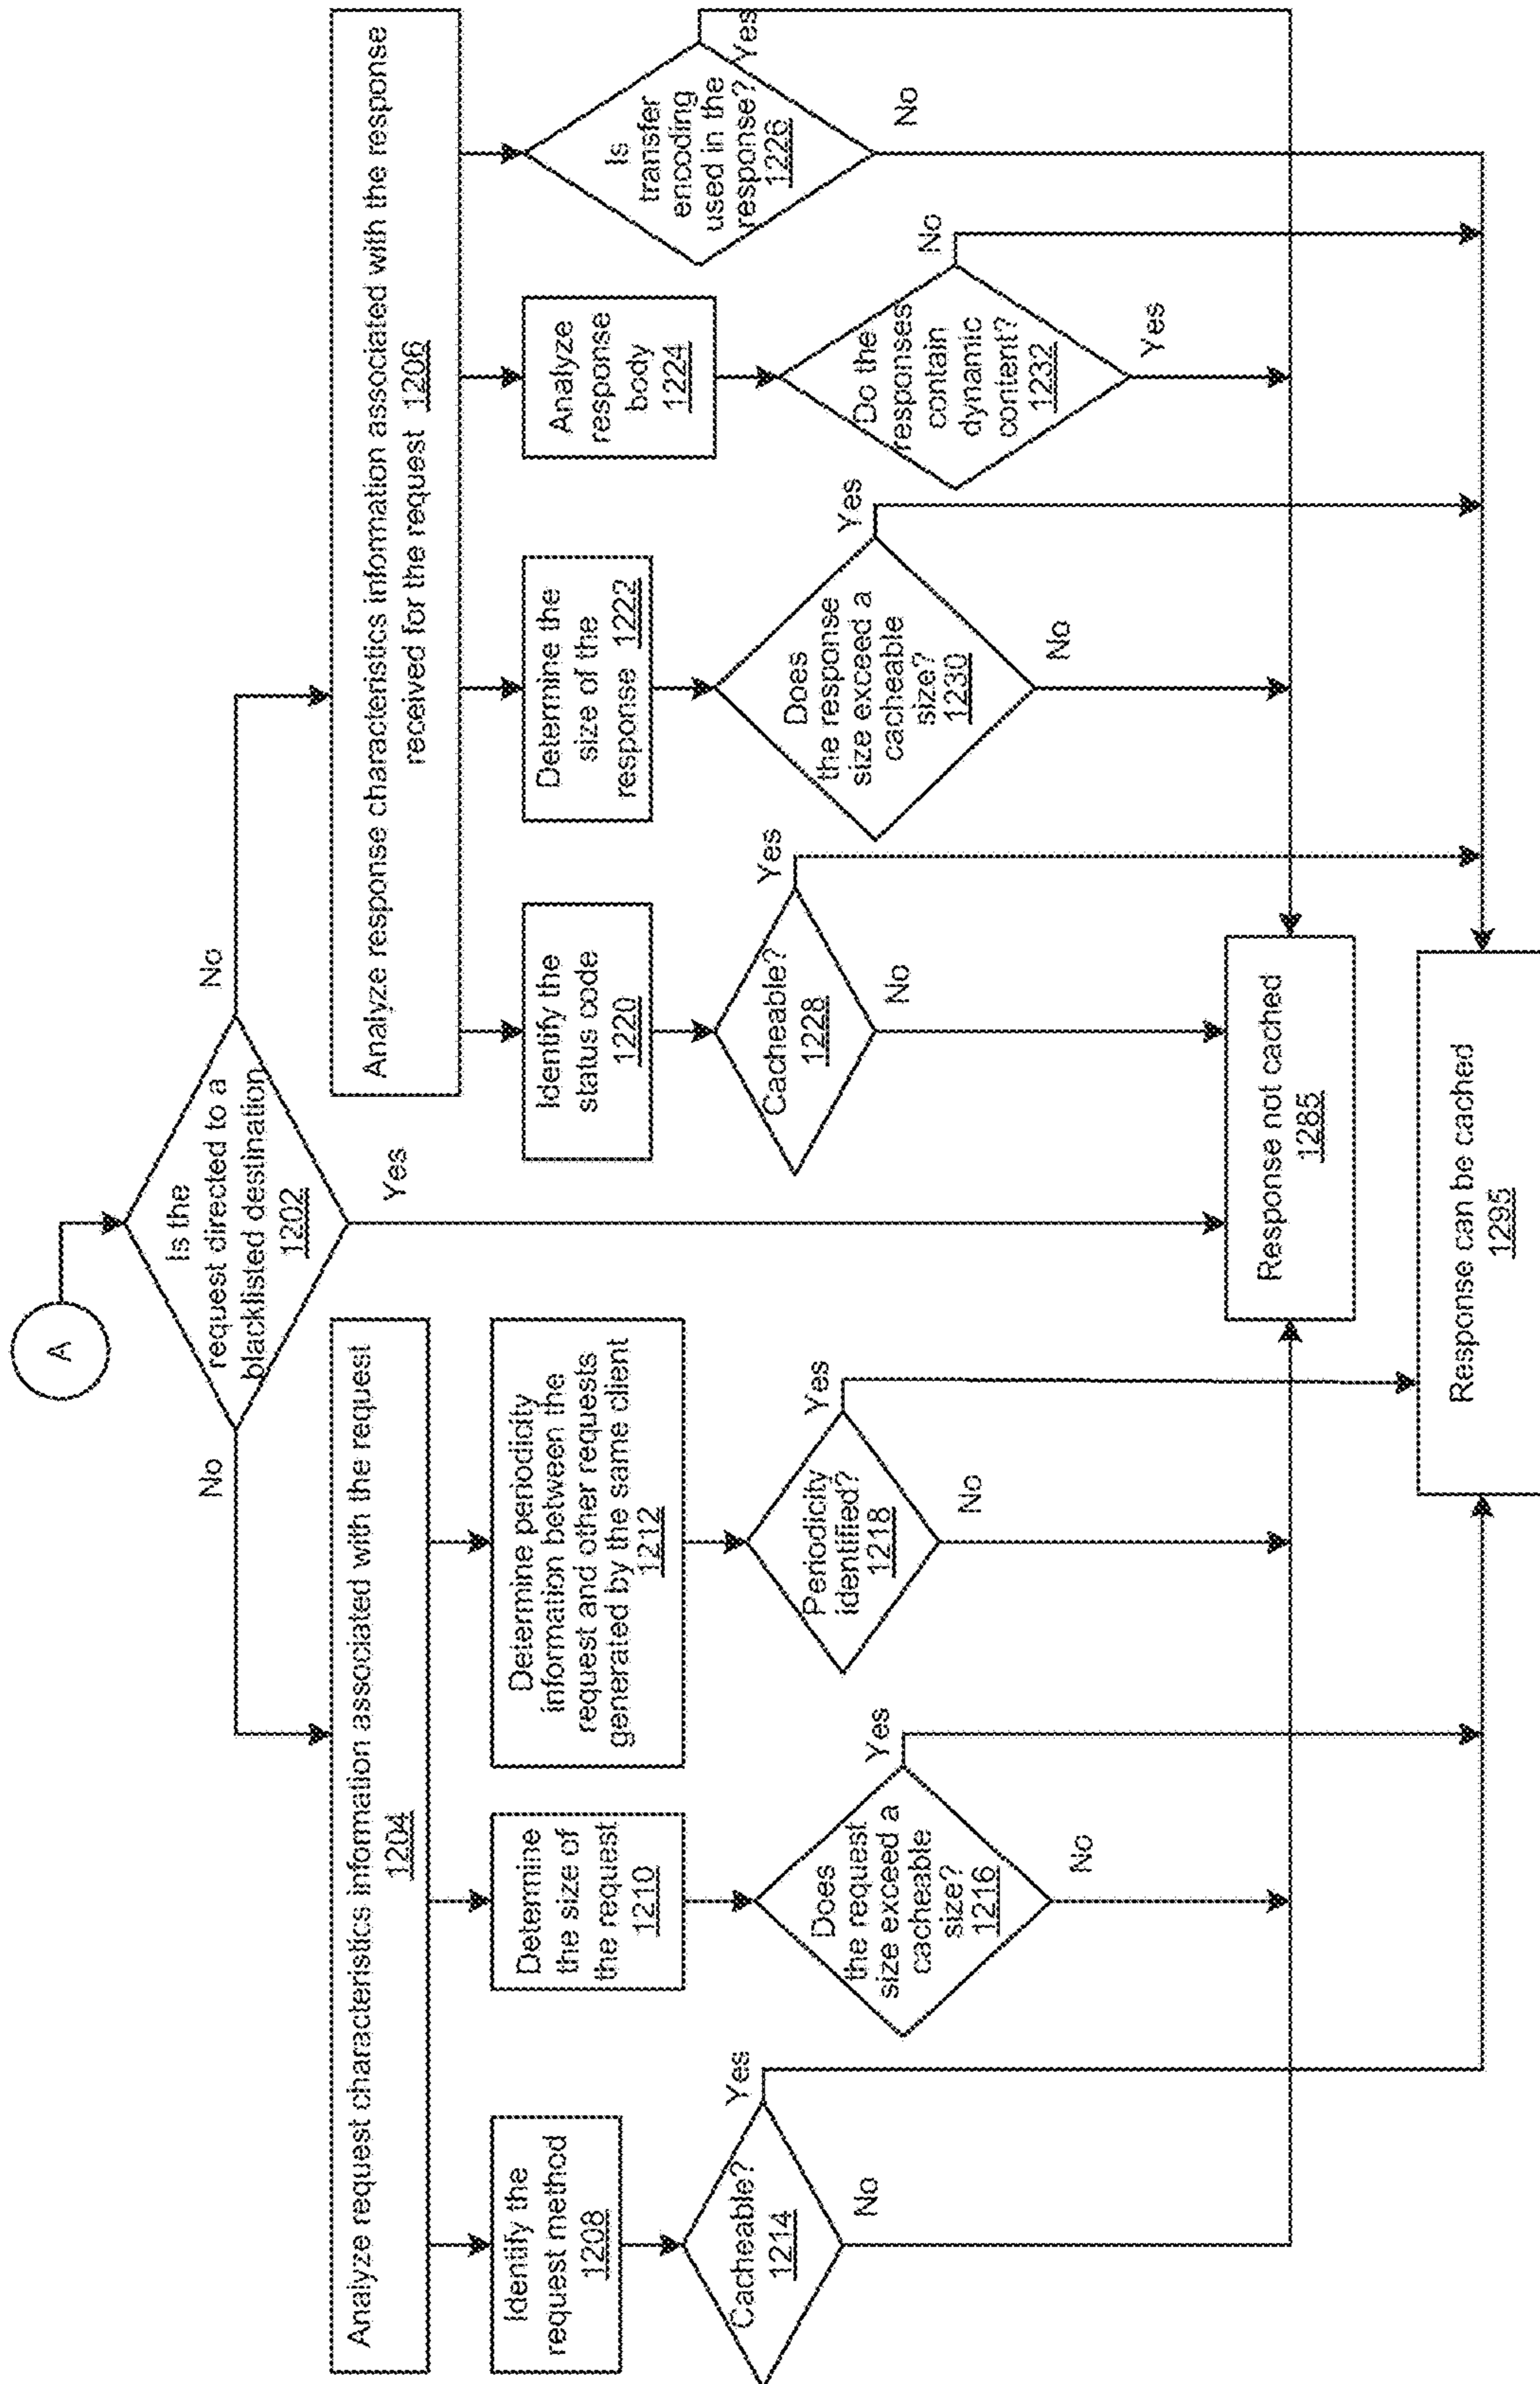 A
Is the
request directed to a
blacklisted destination
1202
No
No
Yes
Analyze request characteristics information associated with the request
1204
Analyze response characteristics information associated with the response
received for the request 1206
Identify the
request method
1208
Determine
the size of
the request
1210
Determine periodicity
information between the
request and other requests
generated by the same client
1212
Identify the
status code
1220
Determine the
size of the
response 1222
Analyze
response
body
1224
Is
transfer
encoding
used in the
response?
1226
Yes
No
Cacheable?
1214
Yes
No
Does
the request
size exceed a
cacheable
size?
1216
Yes
No
Periodicity
identified?
1218
Yes
No
Cacheable?
1228
Yes
No
Does
the response
size exceed a
cacheable
size?
1230
Yes
No
Do the
responses
contain
dynamic
content?
1232
No
Yes
Response not cached
1285
Response can be cached
1295